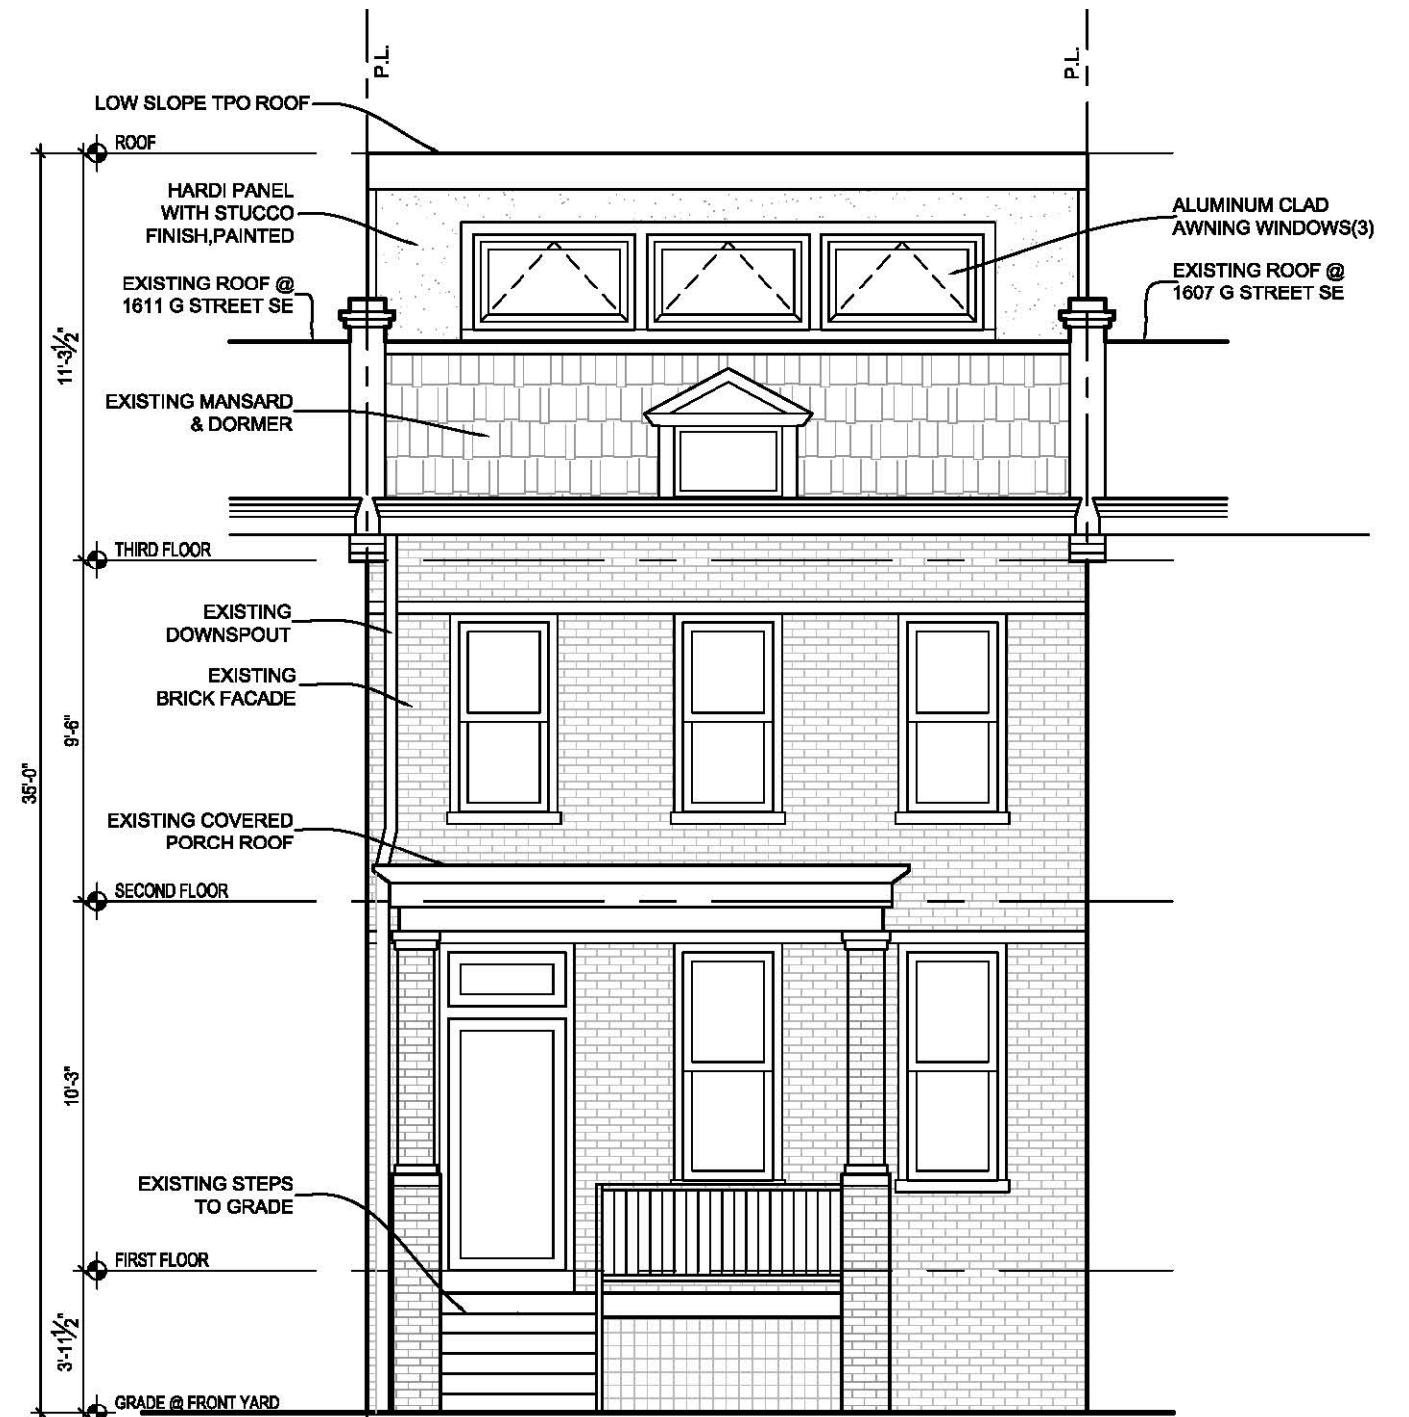 P.L.
P.L.
LOW SLOPE TPO ROOF
ROOF
HARDI PANEL
WITH STUCCO
FINISH,PAINTED
ALUMINUM CLAD
AWNING WINDOWS(3)
EXISTING ROOF @
1611 G STREET SE
EXISTING ROOF @
1607 G STREET SE
11'-3½"
EXISTING MANSARD
& DORMER
THIRD FLOOR
EXISTING
DOWNSPOUT
EXISTING
BRICK FACADE
9'-6"
35'-0"
EXISTING COVERED
PORCH ROOF
SECOND FLOOR
10'-3"
EXISTING STEPS
TO GRADE
FIRST FLOOR
3'-11½"
GRADE @ FRONT YARD